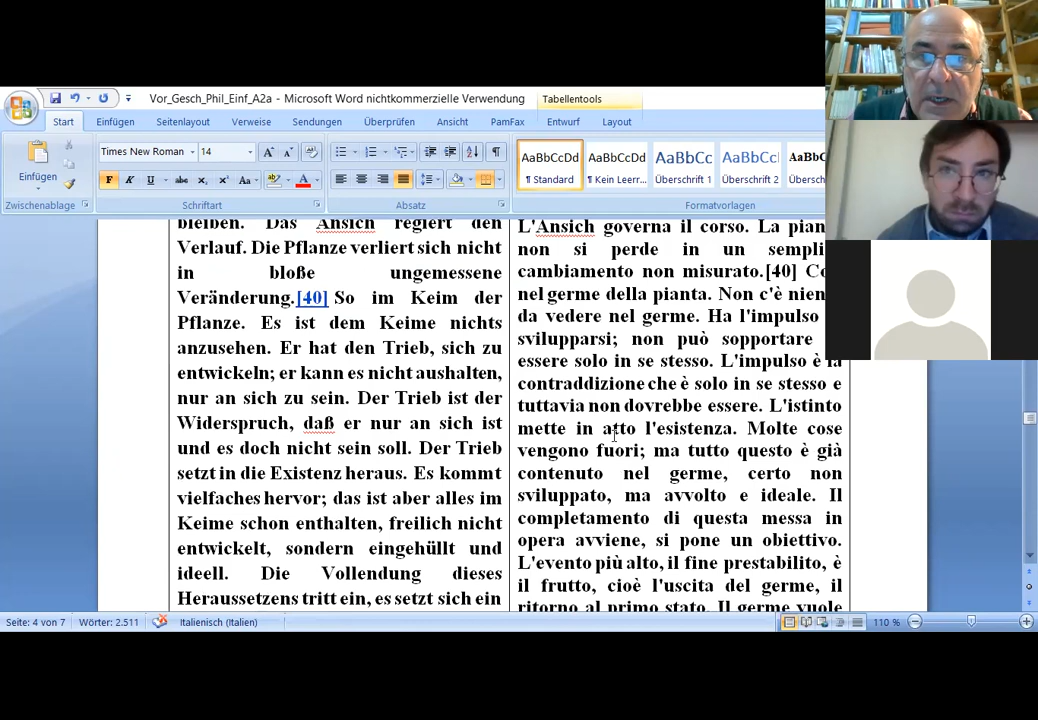 Vor_Gesch_Phil_Einf_A2a - Microsoft Word nichtkommerzielle Verwendung
Tabellentools
Start Einfügen Seitenlayout Verweise Sendungen Überprüfen Ansicht PamFax Entwurf Layout
Einfügen
Times New Roman 14
F K U abc x₂ x² Aa A
AaBbCcDd AaBbCcDd AaBbCc AaBbCc AaBbC
¶ Standard ¶ Kein Leerr... Überschrift 1 Überschrift 2
Zwischenablage Schriftart Absatz Formatvorlagen
bleiben. Das Ansich regiert den
Verlauf. Die Pflanze verliert sich nicht
in bloße ungemessene
Veränderung.[40] So im Keim der
Pflanze. Es ist dem Keime nichts
anzusehen. Er hat den Trieb, sich zu
entwickeln; er kann es nicht aushalten,
nur an sich zu sein. Der Trieb ist der
Widerspruch, daß er nur an sich ist
und es doch nicht sein soll. Der Trieb
setzt in die Existenz heraus. Es kommt
vielfaches hervor; das ist aber alles im
Keime schon enthalten, freilich nicht
entwickelt, sondern eingehüllt und
ideell. Die Vollendung dieses
Heraussetzens tritt ein, es setzt sich ein
L'Ansich governa il corso. La
non si perde in un
cambiamento non misurato.[40]
nel germe della pianta. Non c'è
da vedere nel germe. Ha l'impulso
svilupparsi; non può sopportare
essere solo in se stesso. L'impulso è la
contraddizione che è solo in se stesso e
tuttavia non dovrebbe essere. L'istinto
mette in atto l'esistenza. Molte cose
vengono fuori; ma tutto questo è già
contenuto nel germe, certo non
sviluppato, ma avvolto e ideale. Il
completamento di questa messa in
opera avviene, si pone un obiettivo.
L'evento più alto, il fine prestabilito, è
il frutto, cioè l'uscita del germe, il
ritorno al primo stato. Il germe vuole
Seite: 4 von 7 Wörter: 2.511 Italienisch (Italien) 110 %